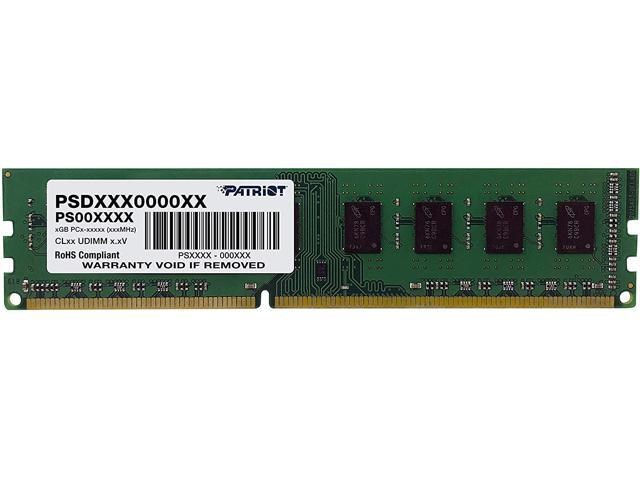 PATRIOT
PSDXXX0000XX
PS00XXXX
xGB PCx-xxxxx (xxxMHz)
CLxx UDIMM x.xV
PSXXXX - 000XXX
RoHS Compliant
WARRANTY VOID IF REMOVED